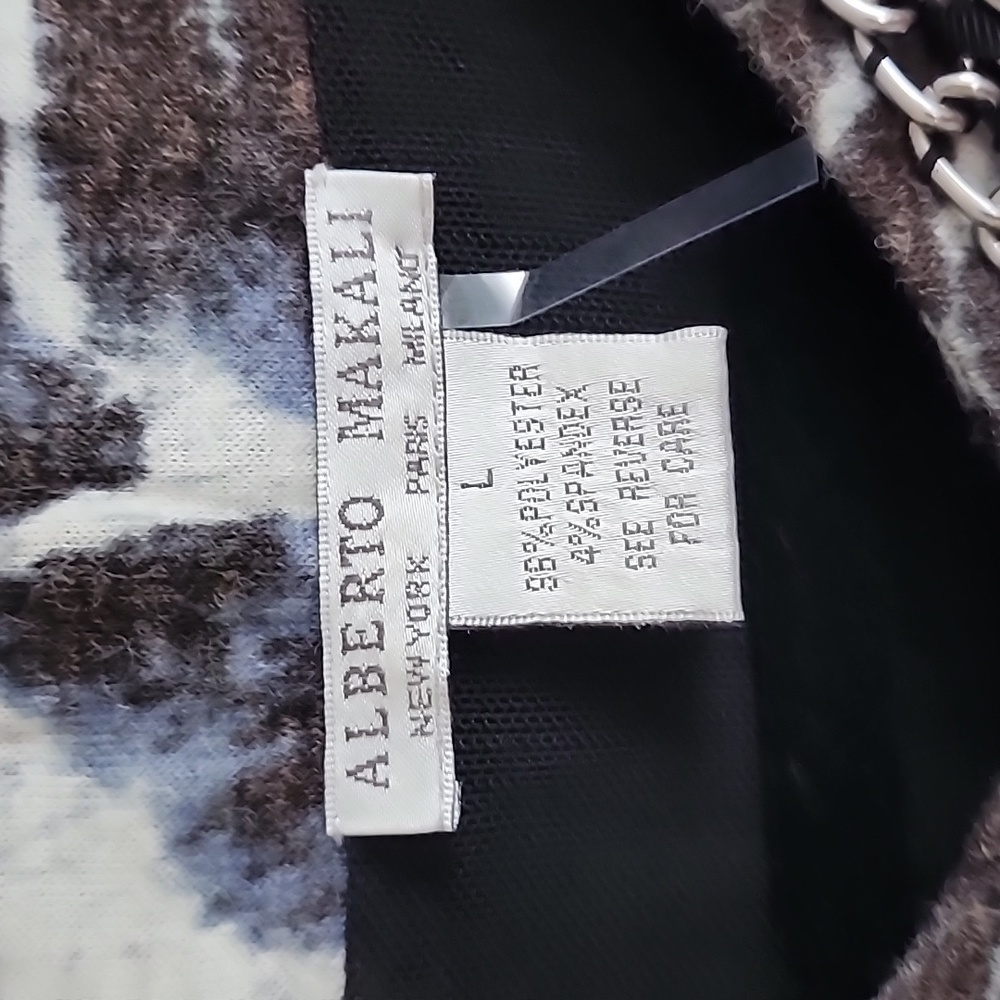 ALBERTO MAKALI
NEW YORK PARIS MILANO
L
96%POLYESTER
4%SPANDEX
SEE REVERSE
FOR CARE